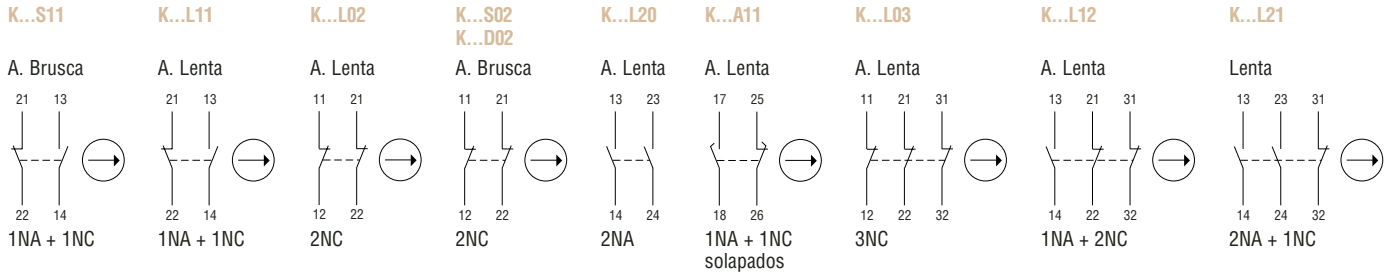 K...S11 K...L11 K...L02 K...S02 K...L20 K...A11 K...L03 K...L12 K...L21
K...D02
A. Brusca A. Lenta A. Lenta A. Brusca A. Lenta A. Lenta A. Lenta A. Lenta Lenta
21 13 21 13 11 21 11 21 13 23 17 25 11 21 31 13 21 31 13 23 31
22 14 22 14 12 22 12 22 14 24 18 26 12 22 32 14 22 32 14 24 32
1NA + 1NC 1NA + 1NC 2NC 2NC 2NA 1NA + 1NC 3NC 1NA + 2NC 2NA + 1NC
solapados